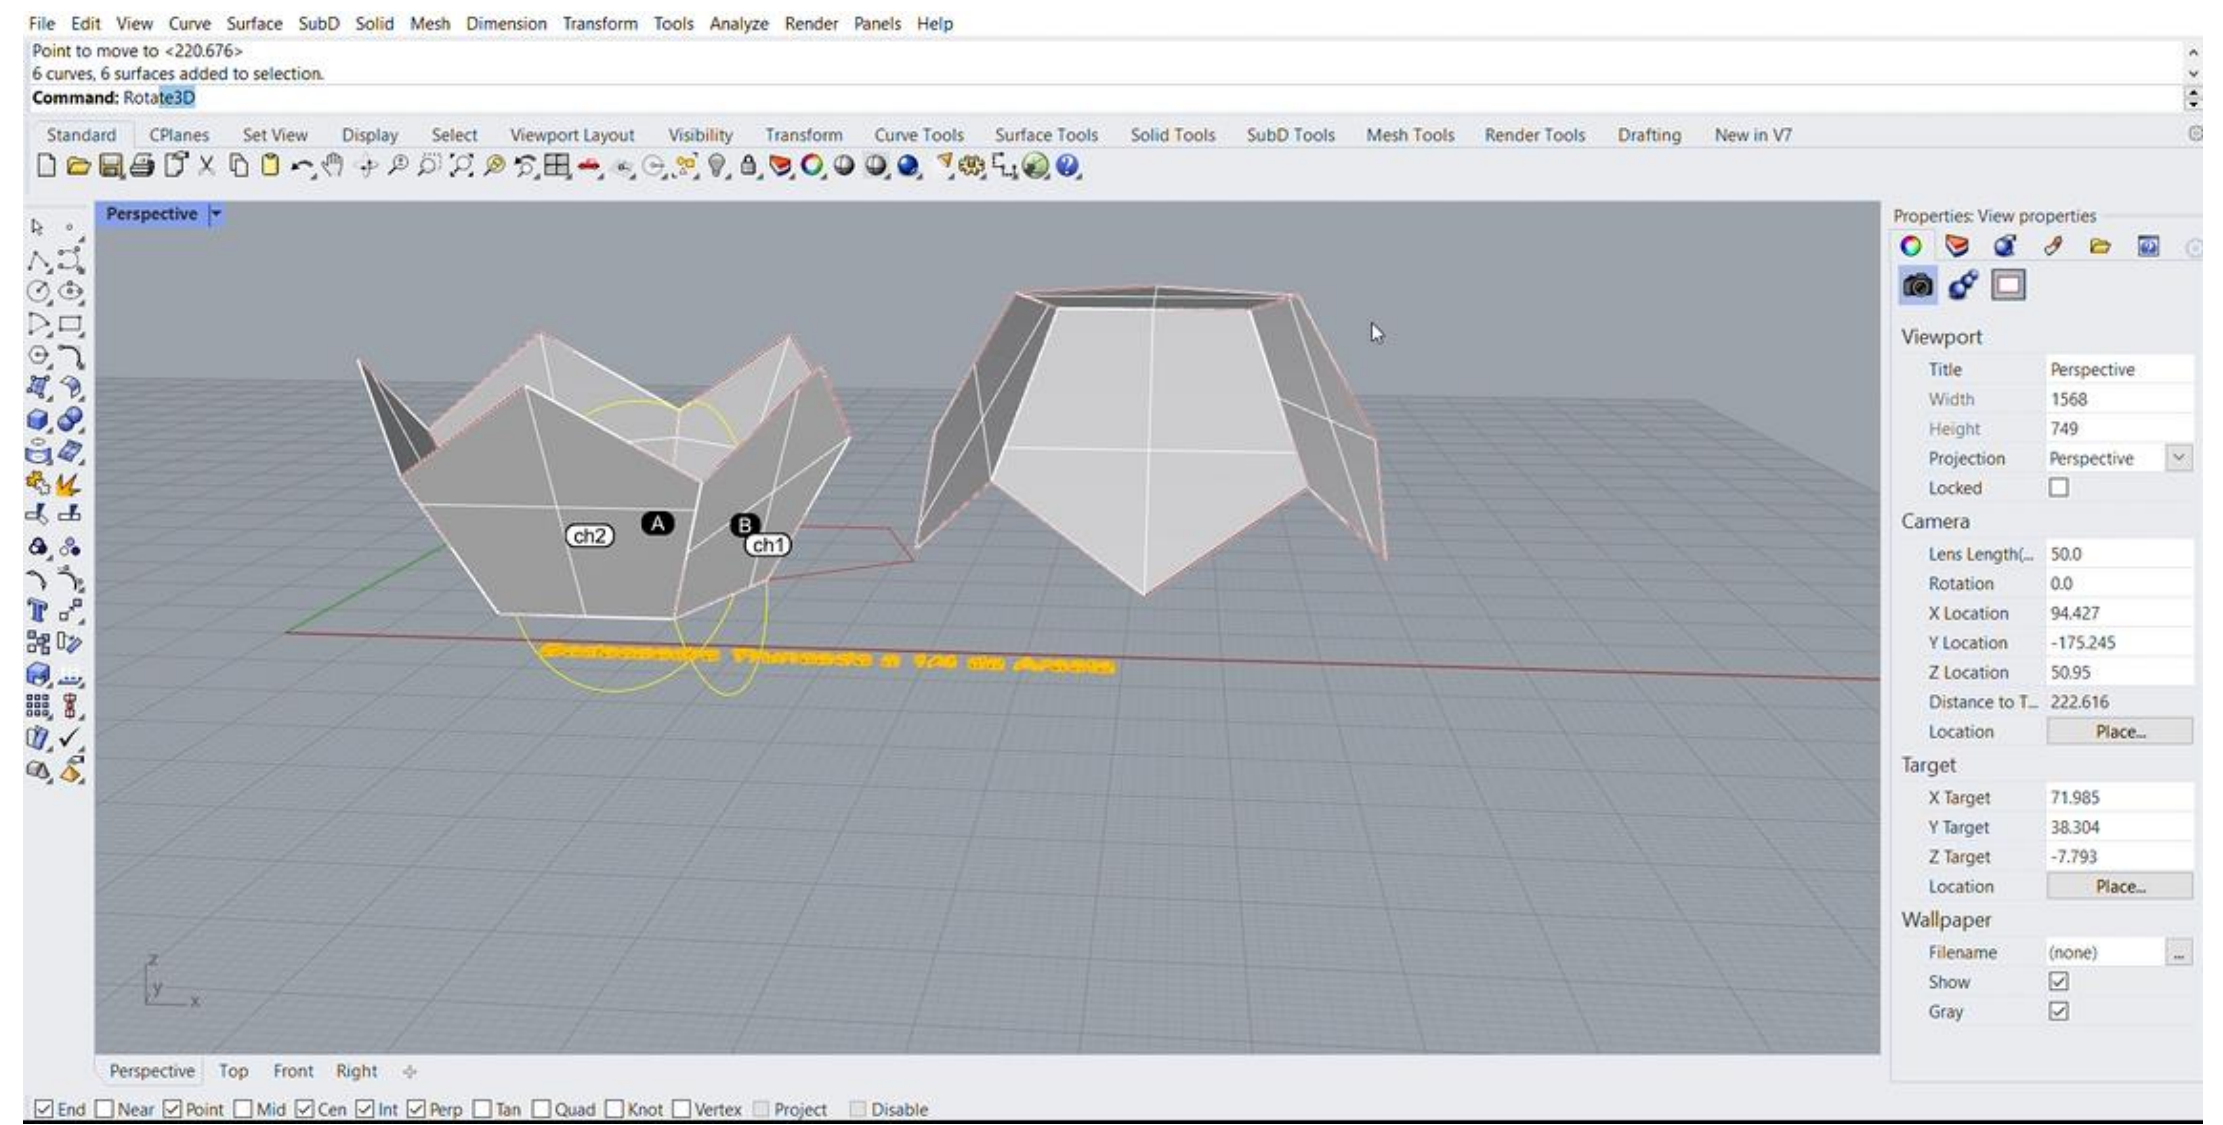 File Edit View Curve Surface SubD Solid Mesh Dimension Transform Tools Analyze Render Panels Help
Point to move to <220.676>
6 curves, 6 surfaces added to selection.
Command: Rotate3D
Standard CPlanes Set View Display Select Viewport Layout Visibility Transform Curve Tools Surface Tools Solid Tools SubD Tools Mesh Tools Render Tools Drafting New in V7
Perspective
ch2 A B
ch1
z
y x
Perspective Top Front Right
End Near Point Mid Cen Int Perp Tan Quad Knot Vertex Project Disable
Properties: View properties
Viewport
Title Perspective
Width 1568
Height 749
Projection Perspective
Locked
Camera
Lens Length(... 50.0
Rotation 0.0
X Location 94.427
Y Location -175.245
Z Location 50.95
Distance to T... 222.616
Location Place...
Target
X Target 71.985
Y Target 38.304
Z Target -7.793
Location Place...
Wallpaper
Filename (none) ...
Show
Gray